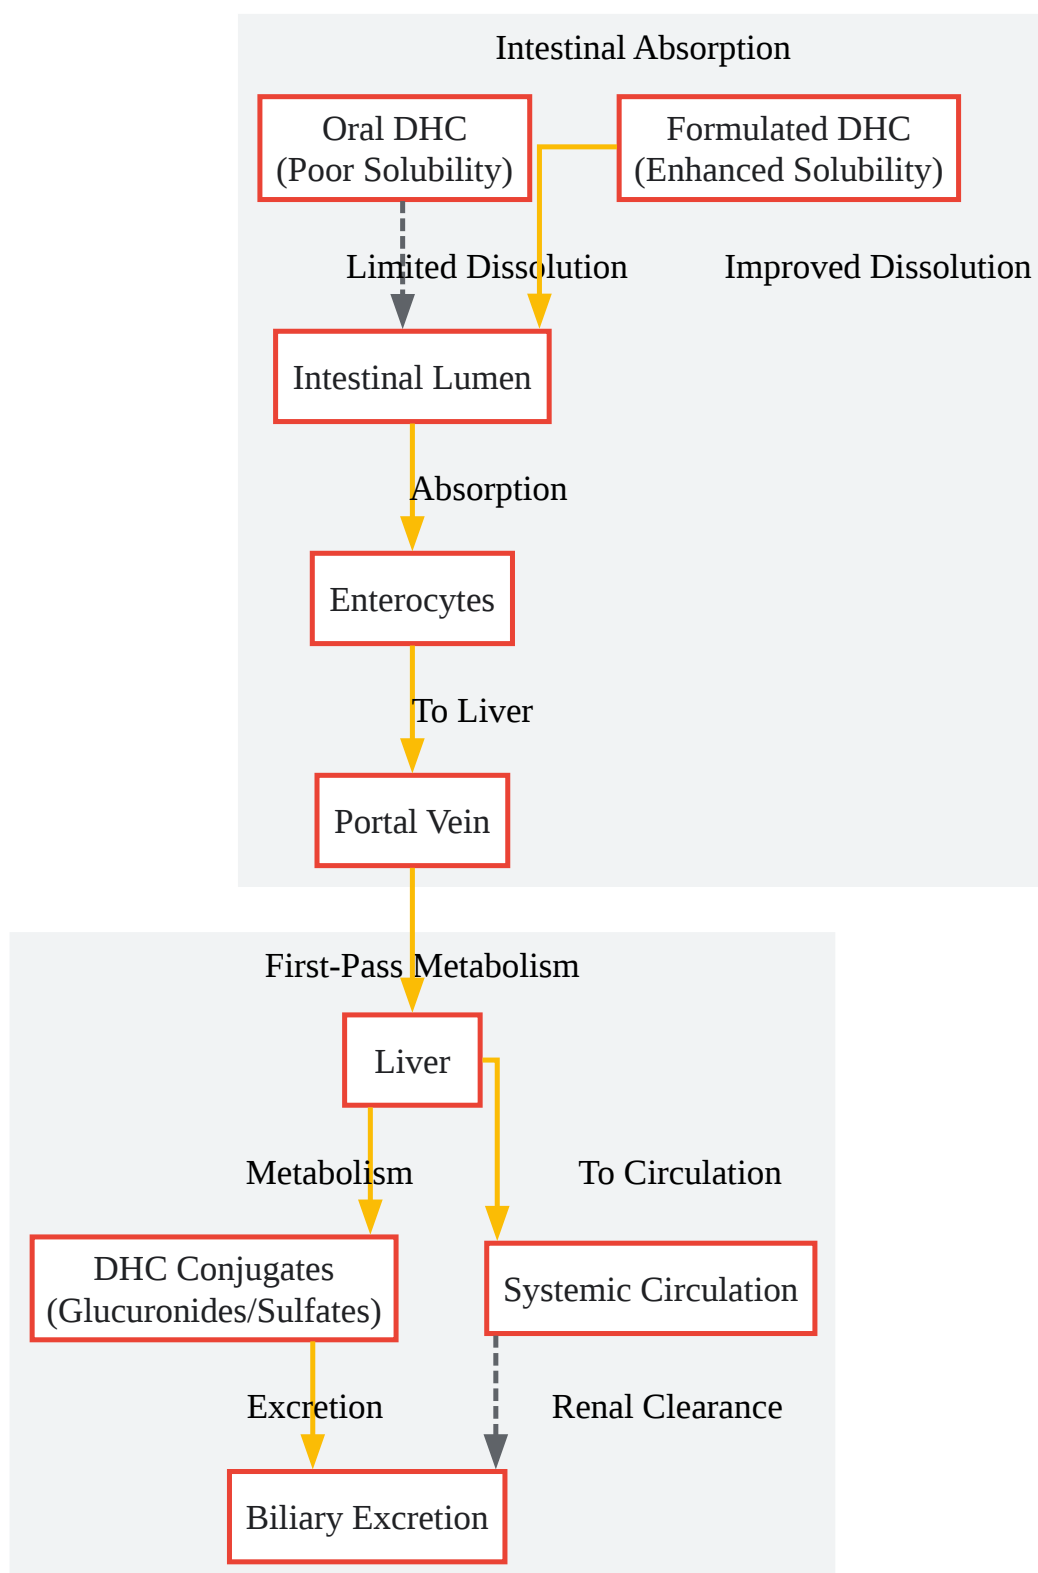 Intestinal Absorption
Oral DHC
(Poor Solubility)
Formulated DHC
(Enhanced Solubility)
Limited Dissolution
Improved Dissolution
Intestinal Lumen
Absorption
Enterocytes
To Liver
Portal Vein
First-Pass Metabolism
Liver
Metabolism
To Circulation
DHC Conjugates
(Glucuronides/Sulfates)
Systemic Circulation
Excretion
Renal Clearance
Biliary Excretion